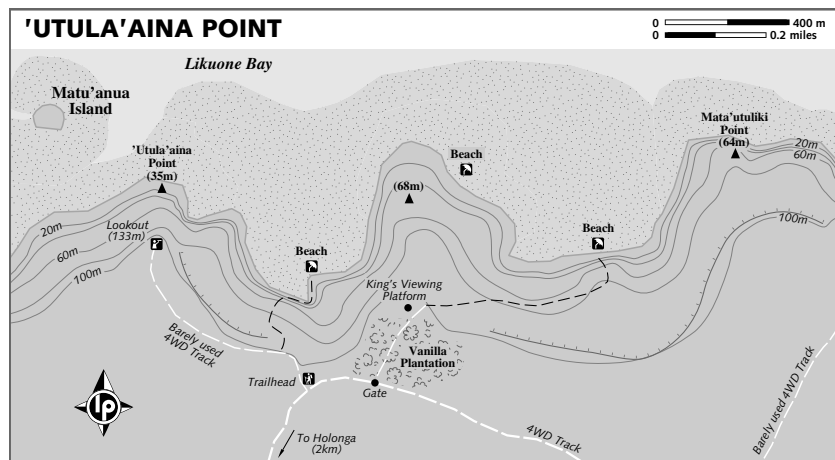 'UTULA'AINA POINT
0 400 m
0 0.2 miles
Likuone Bay
Matu'anua
Island
'Utula'aina
Point
(35m)
Mata'utuliki
Point
(64m)
20m
60m
Beach
(68m)
20m
Lookout
(133m)
60m
100m
100m
Beach
Beach
King's Viewing
Platform
Barely used
4WD Track
Vanilla
Plantation
Trailhead
Gate
Barely used 4WD Track
To Holonga
(2km)
4WD Track
lp